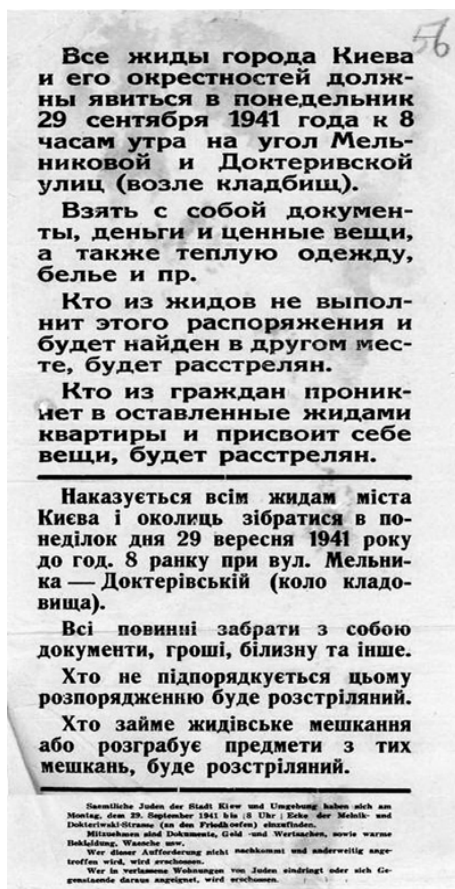 56
Все жиды города Киева
и его окрестностей долж-
ны явиться в понедельник
29 сентября 1941 года к 8
часам утра на угол Мель-
никовой и Доктеривской
улиц (возле кладбищ).
Взять с собой документ-
ты, деньги и ценные вещи,
а также теплую одежду,
белье и пр.
Кто из жидов не выпол-
нит этого распоряжения и
будет найден в другом мес-
те, будет расстрелян.
Кто из граждан проник-
нет в оставленные жидами
квартиры и присвоит себе
вещи, будет расстрелян.
Наказується всім жидам міста
Києва і околиць зібратися в по-
неділок дня 29 вересня 1941 року
до год. 8 ранку при вул. Мельни-
ка — Доктерівській (коло кладо-
вища).
Всі повинні забрати з собою
документи, гроші, білизну та інше.
Хто не підпорядкується цьому
розпорядженню буде розстріляний.
Хто займе жидівське мешкання
або розграбує предмети з тих
мешкань, буде розстріляний.
Saemtliche Juden der Stadt Kiew und Umgebung haben sich am
Montag, dem 29. September 1941 bis 8 Uhr, Ecke der Melnik- und
Dokteriwski-Strasse (an den Friedhoefen) einzufinden.
Mitzunehmen sind Dokumente, Geld und Wertsachen, sowie warme
Bekleidung, Waesche usw.
Wer dieser Aufforderung nicht nachkommt und anderweitig ange-
troffen wird, wird erschossen.
Wer in verlassene Wohnungen von Juden eindringt oder sich Ge-
genstaende daraus aneignet, wird erschossen.